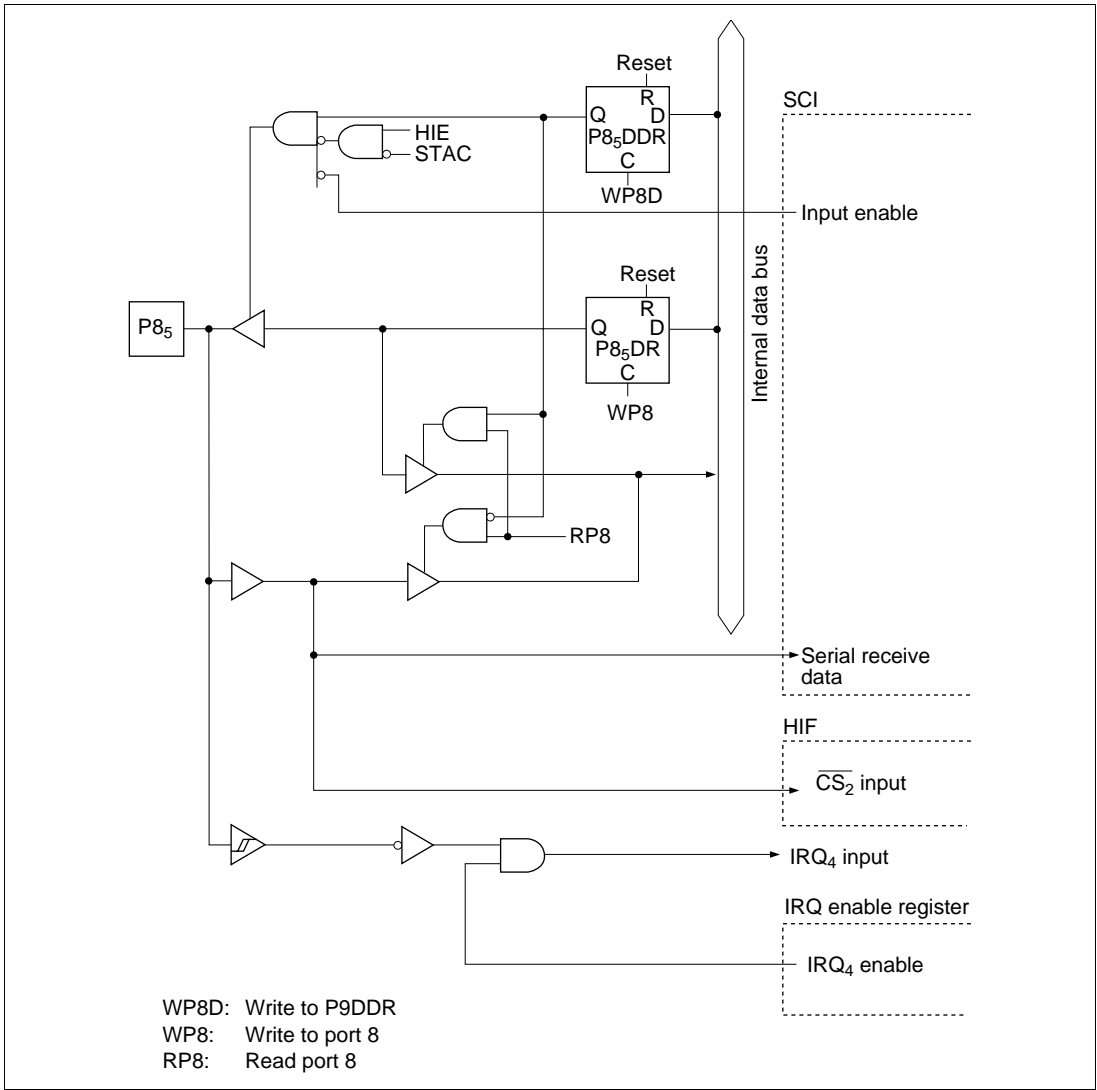 Reset
R
Q D
P8₅DDR
C
WP8D
HIE
STAC
SCI
Input enable
Internal data bus
Reset
R
Q D
P8₅DR
C
WP8
P8₅
RP8
Serial receive
data
HIF
C̅S̅₂ input
IRQ₄ input
IRQ enable register
IRQ₄ enable
WP8D: Write to P9DDR
WP8: Write to port 8
RP8: Read port 8